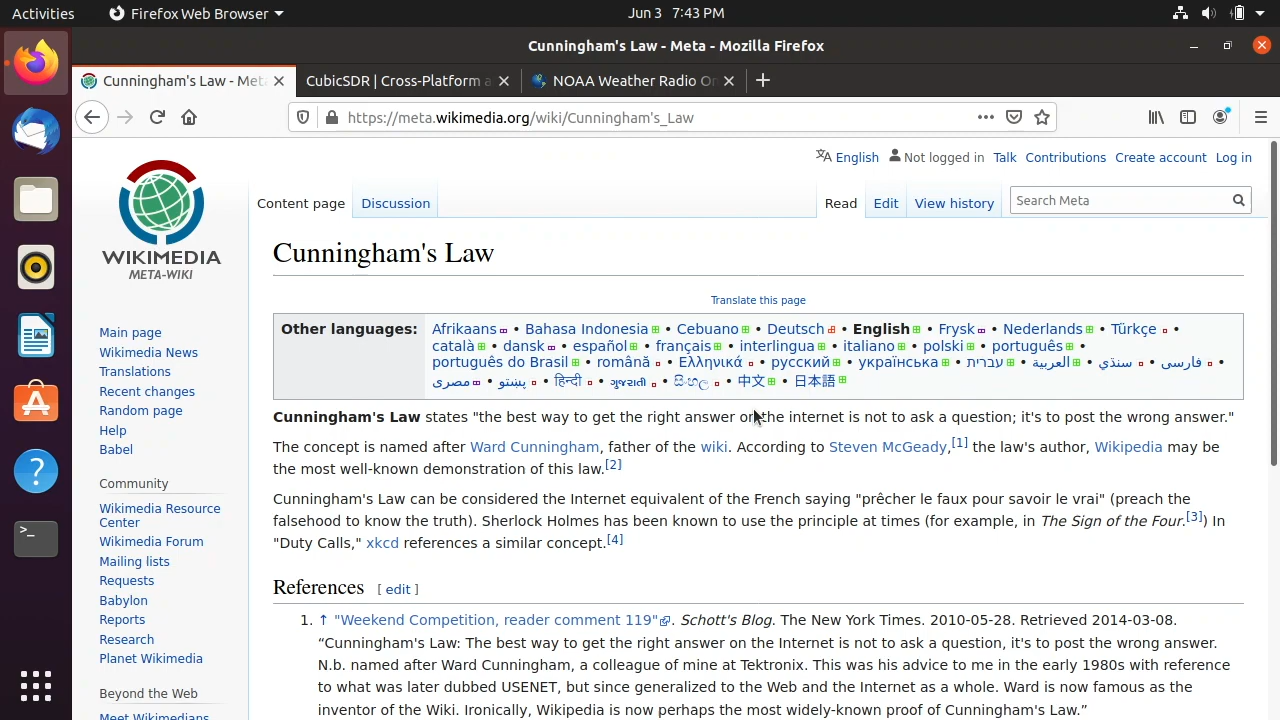 Activities Firefox Web Browser Jun 3 7:43 PM
Cunningham's Law - Meta - Mozilla Firefox
Cunningham's Law - Meta CubicSDR | Cross-Platform a NOAA Weather Radio On
https://meta.wikimedia.org/wiki/Cunningham's_Law
English Not logged in Talk Contributions Create account Log in
Content page Discussion Read Edit View history Search Meta
WIKIMEDIA
META-WIKI
Main page
Wikimedia News
Translations
Recent changes
Random page
Help
Babel
Community
Wikimedia Resource
Center
Wikimedia Forum
Mailing lists
Requests
Babylon
Reports
Research
Planet Wikimedia
Beyond the Web
Meet Wikimedians
Cunningham's Law
Translate this page
Other languages: Afrikaans • Bahasa Indonesia • Cebuano • Deutsch • English • Frysk • Nederlands • Türkçe •
català • dansk • español • français • interlingua • italiano • polski • português •
português do Brasil • română • Ελληνικά • русский • українська • עברית • العربية • سنڌي • فارسی •
مصرى • پښتو • हिन्दी • ગુજરાતી • සිංහල • 中文 • 日本語
Cunningham's Law states "the best way to get the right answer on the internet is not to ask a question; it's to post the wrong answer."
The concept is named after Ward Cunningham, father of the wiki. According to Steven McGeady,[1] the law's author, Wikipedia may be
the most well-known demonstration of this law.[2]
Cunningham's Law can be considered the Internet equivalent of the French saying "prêcher le faux pour savoir le vrai" (preach the
falsehood to know the truth). Sherlock Holmes has been known to use the principle at times (for example, in The Sign of the Four.[3]) In
"Duty Calls," xkcd references a similar concept.[4]
References [ edit ]
1. ↑ "Weekend Competition, reader comment 119". Schott's Blog. The New York Times. 2010-05-28. Retrieved 2014-03-08.
“Cunningham's Law: The best way to get the right answer on the Internet is not to ask a question, it's to post the wrong answer.
N.b. named after Ward Cunningham, a colleague of mine at Tektronix. This was his advice to me in the early 1980s with reference
to what was later dubbed USENET, but since generalized to the Web and the Internet as a whole. Ward is now famous as the
inventor of the Wiki. Ironically, Wikipedia is now perhaps the most widely-known proof of Cunningham's Law.”